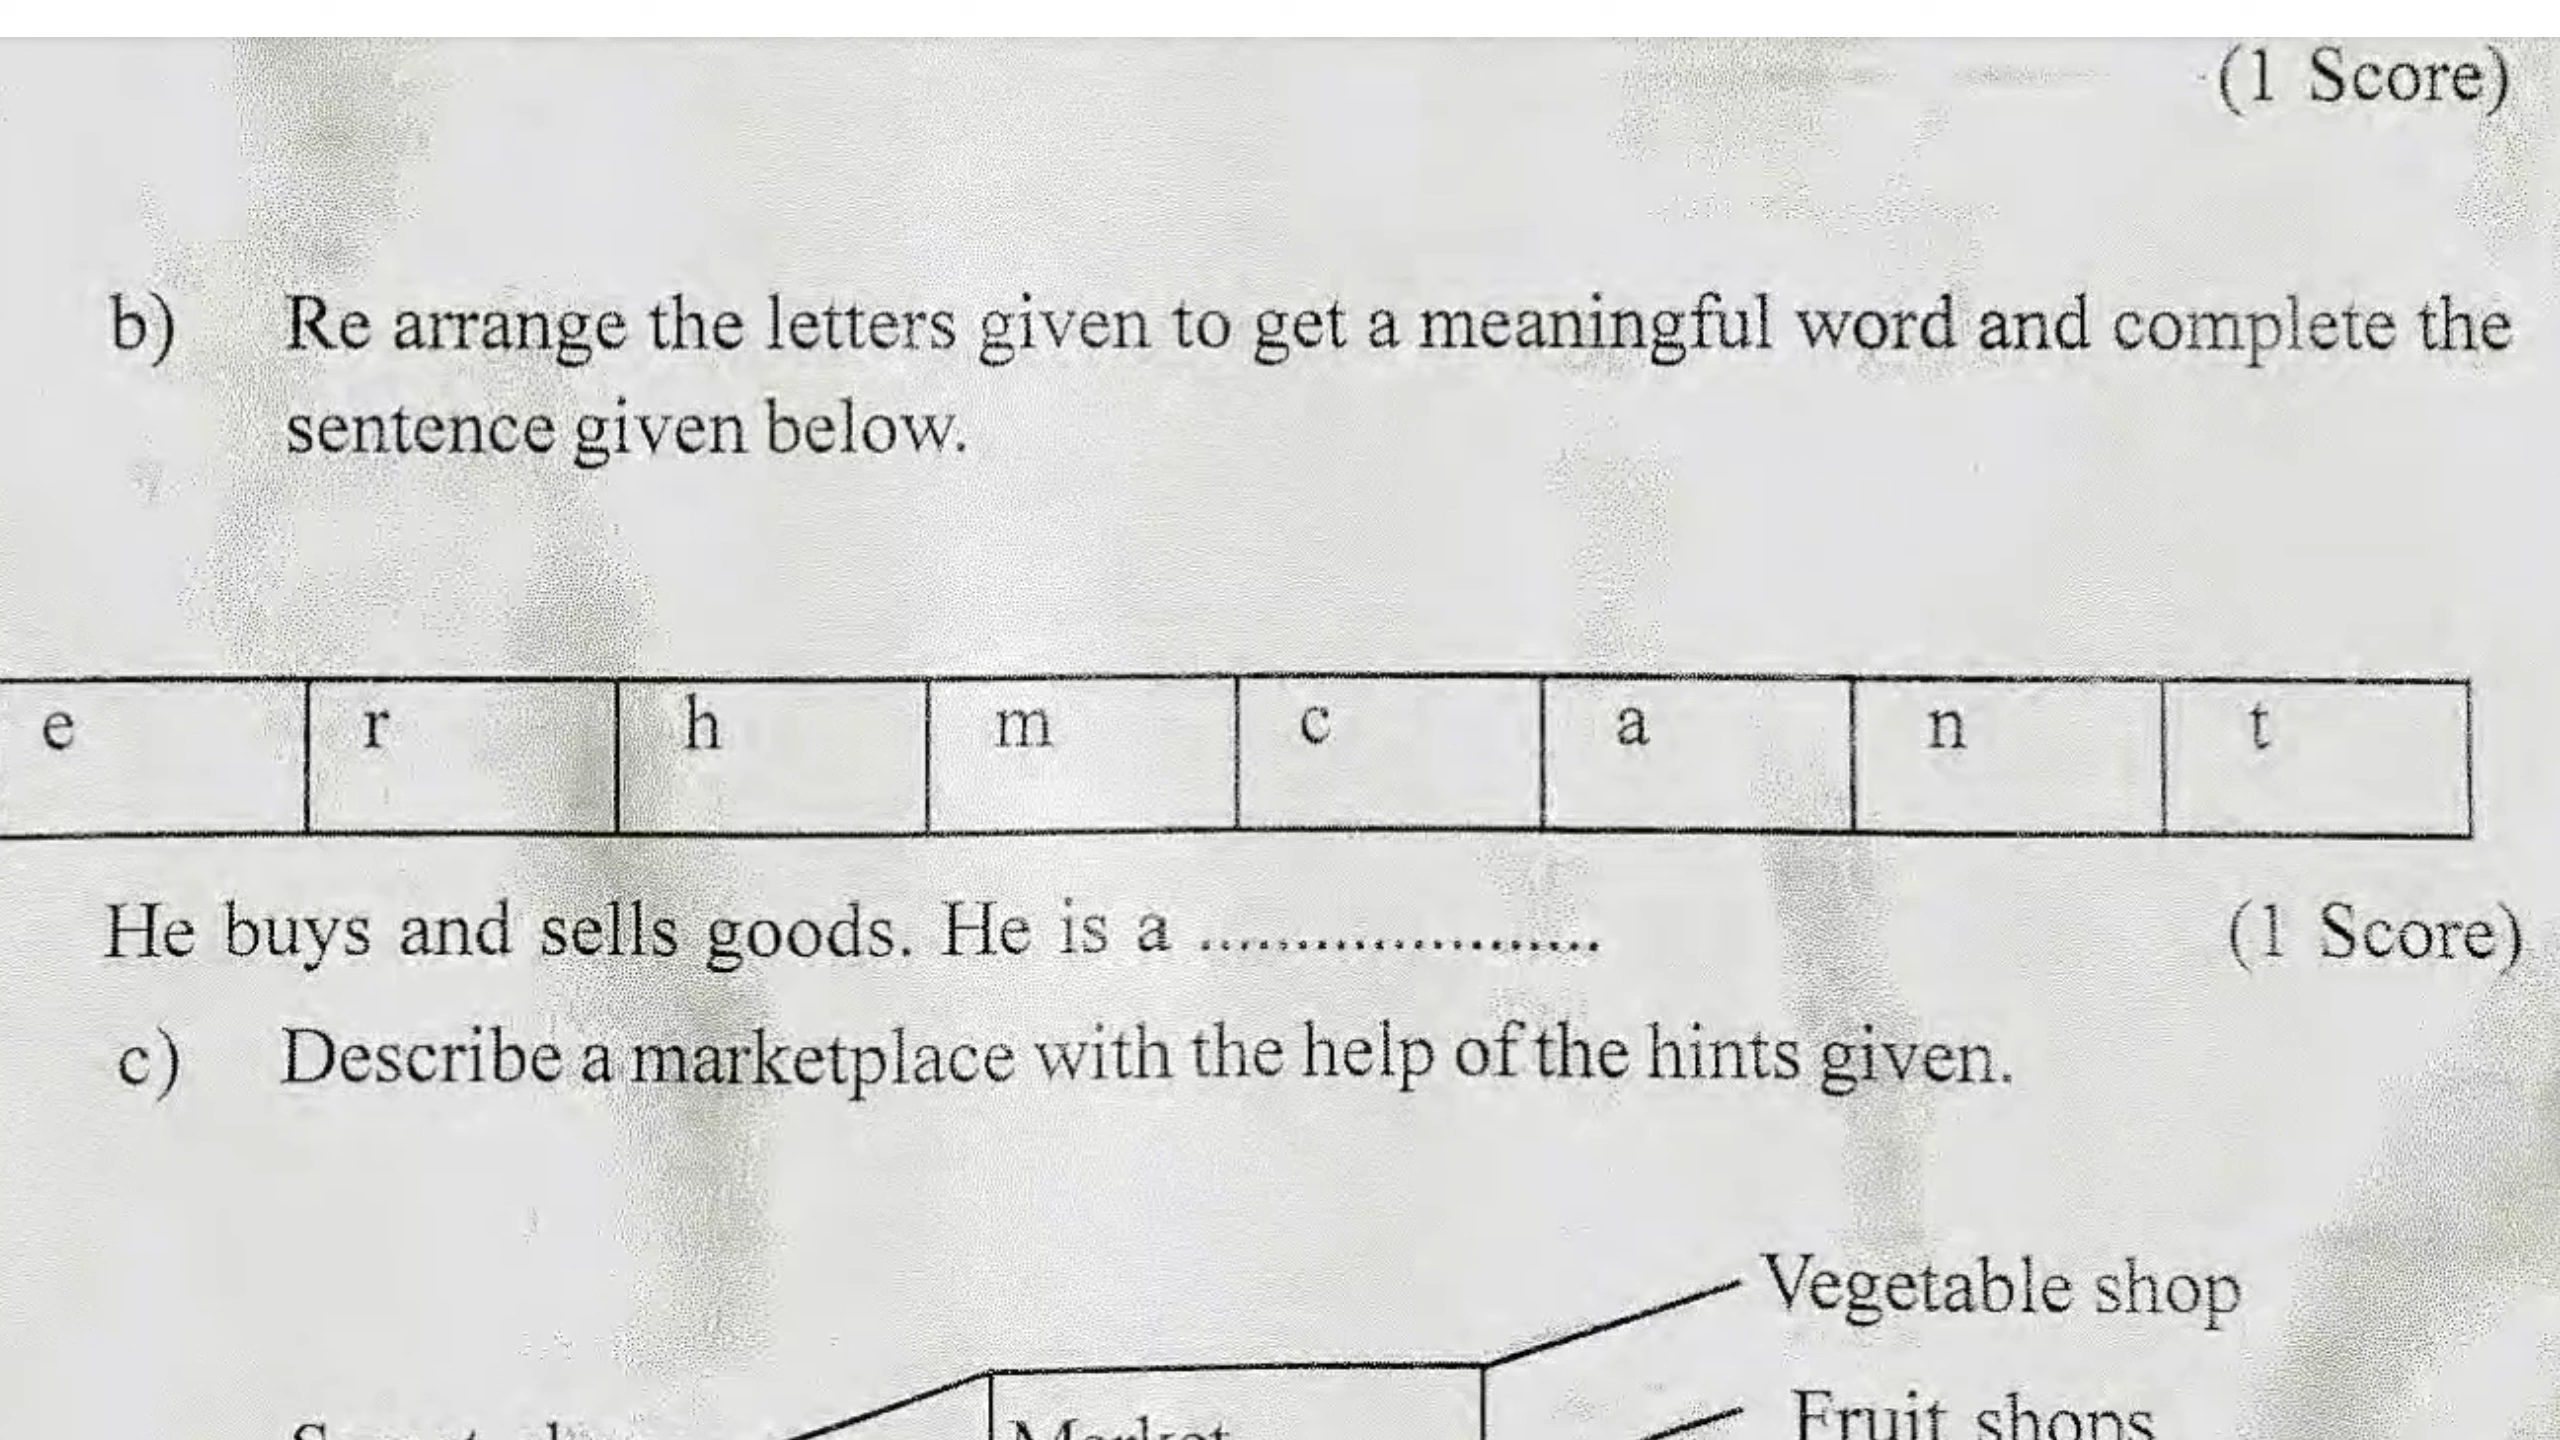 (1 Score)
b) Re arrange the letters given to get a meaningful word and complete the
sentence given below.
e r h m c a n t
He buys and sells goods. He is a ........................ (1 Score)
c) Describe a marketplace with the help of the hints given.
Vegetable shop
Market
Fruit shops